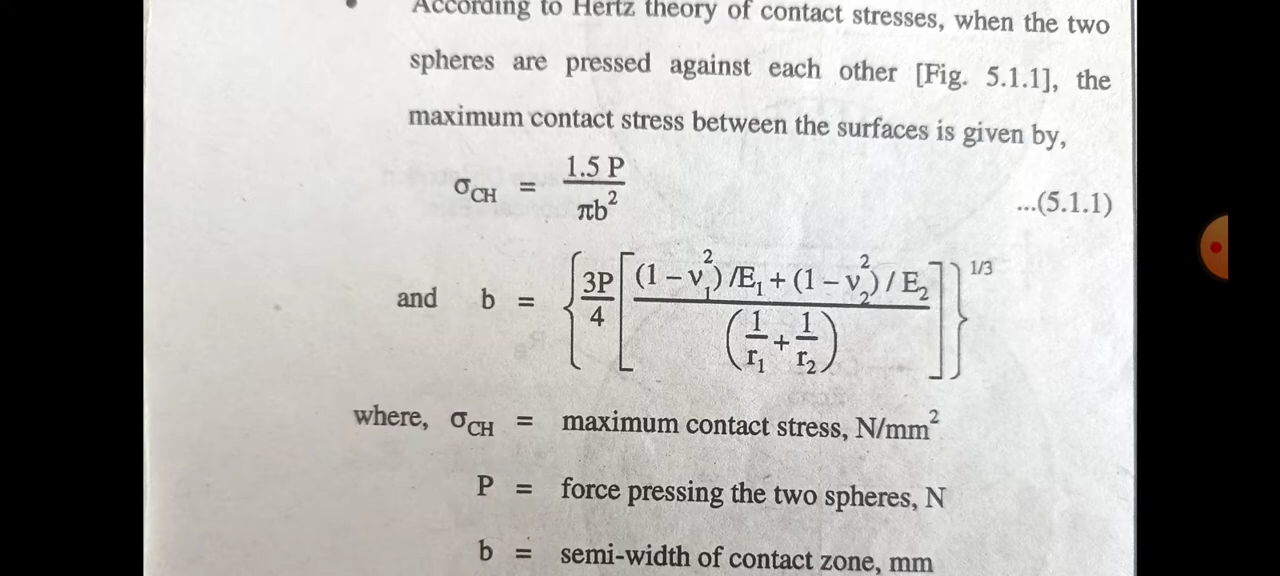 According to Hertz theory of contact stresses, when the two
spheres are pressed against each other [Fig. 5.1.1], the
maximum contact stress between the surfaces is given by,
σ_CH = 1.5 P / πb² ...(5.1.1)
and b = {3P/4 [((1 – ν₁²)/E₁ + (1 – ν₂²)/E₂) / (1/r₁ + 1/r₂)]}^1/3
where, σ_CH = maximum contact stress, N/mm²
P = force pressing the two spheres, N
b = semi-width of contact zone, mm